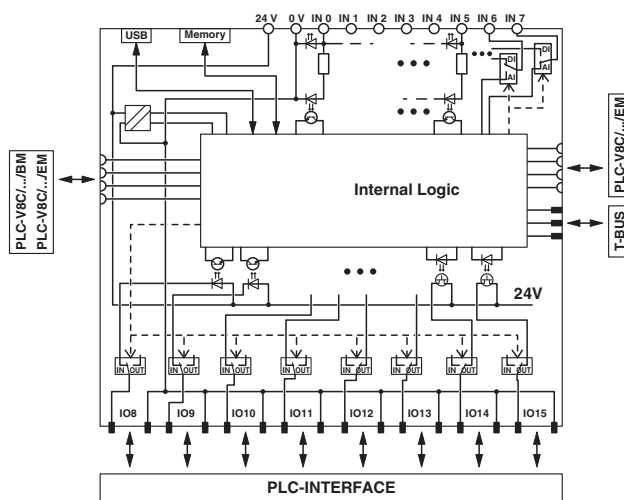 24 V 0 V IN 0 IN 1 IN 2 IN 3 IN 4 IN 5 IN 6 IN 7
USB Memory
DI
AI
DI
AI
PLC-V8C/.../BM
PLC-V8C/.../EM
Internal Logic
PLC-V8C/.../EM
T-BUS
24V
IN OUT IN OUT IN OUT IN OUT IN OUT IN OUT IN OUT IN OUT
IO8 IO9 IO10 IO11 IO12 IO13 IO14 IO15
PLC-INTERFACE